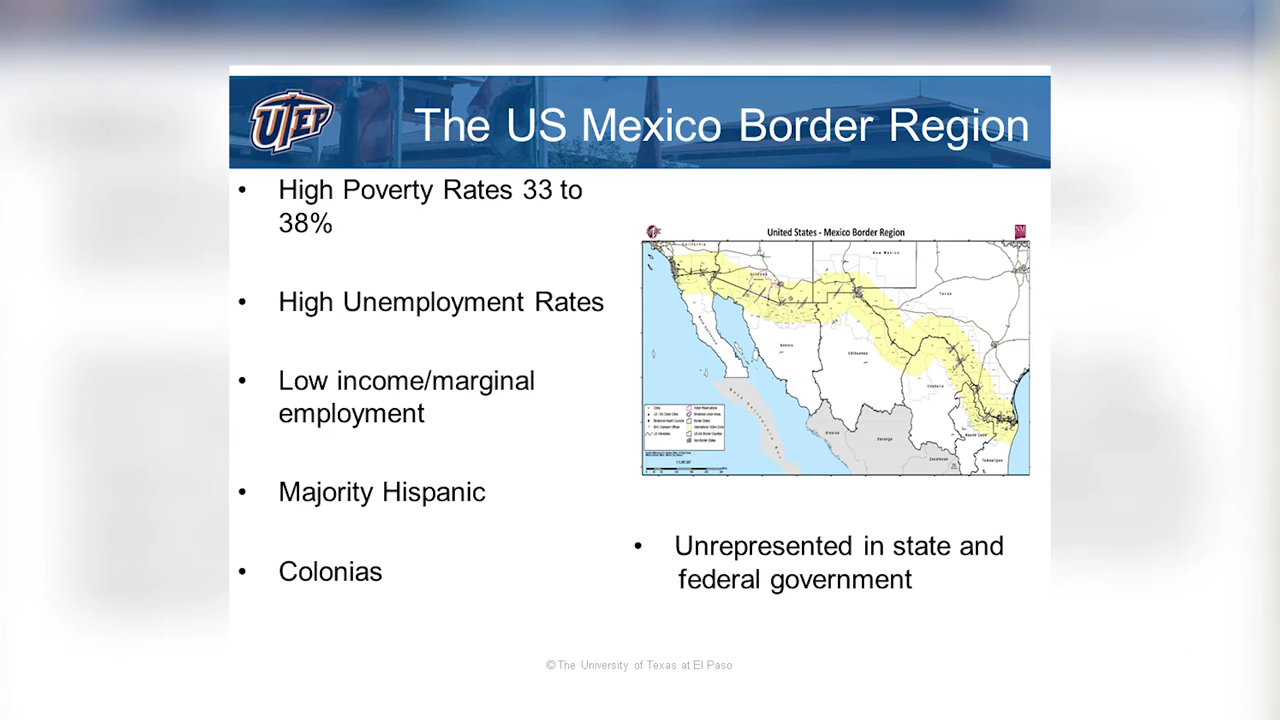 UTEP
The US Mexico Border Region
• High Poverty Rates 33 to
38%
• High Unemployment Rates
• Low income/marginal
employment
• Majority Hispanic
• Colonias
United States - Mexico Border Region
NM
California
Arizona
New Mexico
Texas
Sonora
Chihuahua
Coahuila
Nuevo Leon
Tamaulipas
Sinaloa
Durango
Zacatecas
• Unrepresented in state and
federal government
© The University of Texas at El Paso